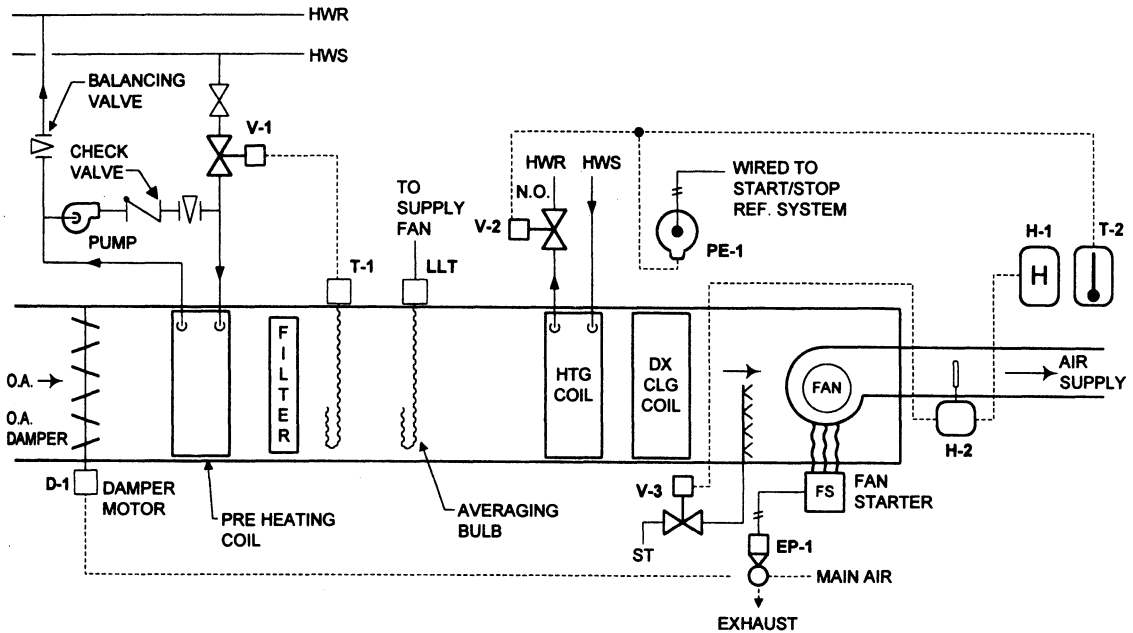 HWR
HWS
BALANCING
VALVE
V-1
CHECK
VALVE
PUMP
TO
SUPPLY
FAN
T-1
LLT
HWR
HWS
N.O.
V-2
WIRED TO
START/STOP
REF. SYSTEM
PE-1
H-1
T-2
H
O.A.
O.A.
DAMPER
FILTER
HTG
COIL
DX
CLG
COIL
FAN
AIR
SUPPLY
H-2
D-1
DAMPER
MOTOR
PRE HEATING
COIL
AVERAGING
BULB
V-3
ST
FS
FAN
STARTER
EP-1
MAIN AIR
EXHAUST